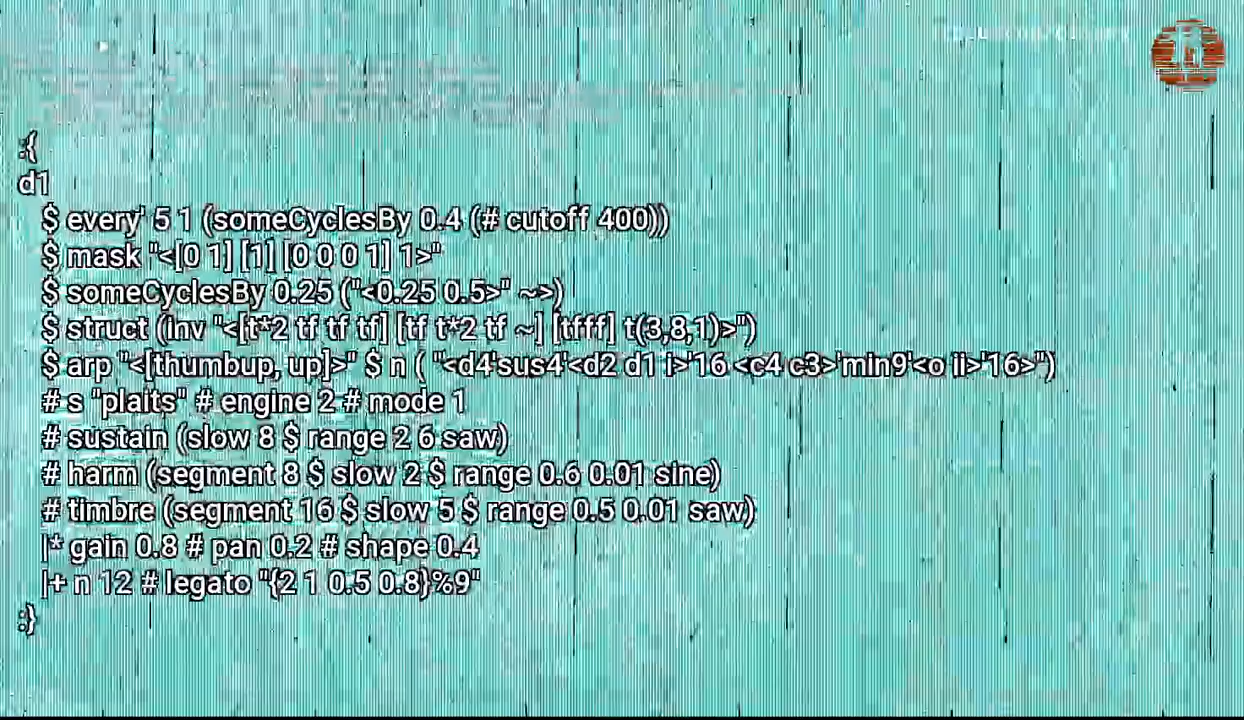 :{
d1
$ every' 5 1 (someCyclesBy 0.4 (# cutoff 400))
$ mask "<[0 1] [1] [0 0 0 1] 1>"
$ someCyclesBy 0.25 ("<0.25 0.5>" ~>)
$ struct (inv "<[t*2 tf tf tf] [tf t*2 tf ~] [tfff] t(3,8,1)>")
$ arp "<[thumbup, up]>" $ n ( "<d4'sus4'<d2 d1 i>'16 <c4 c3>'min9'<o ii>'16>")
# s "plaits" # engine 2 # mode 1
# sustain (slow 8 $ range 2 6 saw)
# harm (segment 8 $ slow 2 $ range 0.6 0.01 sine)
# timbre (segment 16 $ slow 5 $ range 0.5 0.01 saw)
|* gain 0.8 # pan 0.2 # shape 0.4
|+ n 12 # legato "{2 1 0.5 0.8}%9"
:}